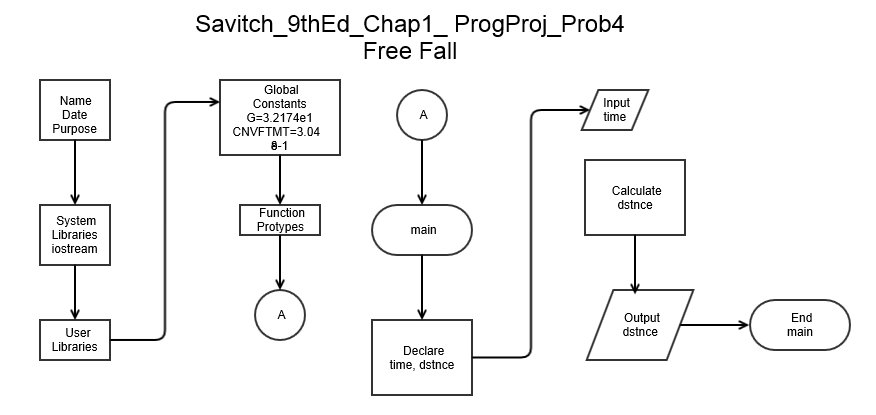 Savitch_9thEd_Chap1_ ProgProj_Prob4
Free Fall
Name
Date
Purpose
System
Libraries
iostream
User
Libraries
Global
Constants
G=3.2174e1
CNVFTMT=3.04
8-1
Function
Protypes
A
A
main
Declare
time, dstnce
Input
time
Calculate
dstnce
Output
dstnce
End
main